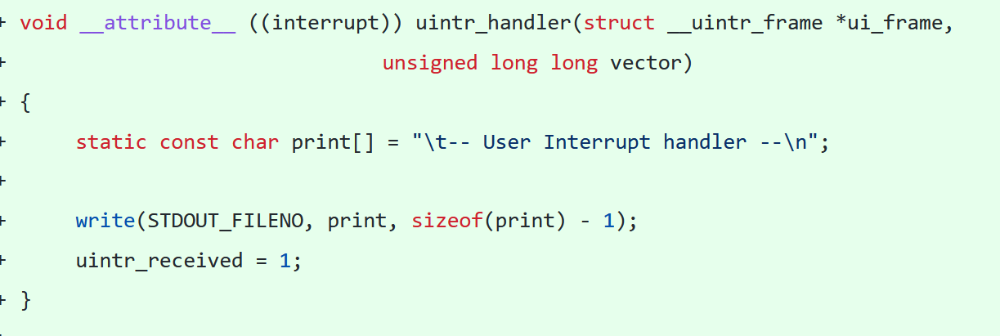 + void __attribute__ ((interrupt)) uintr_handler(struct __uintr_frame *ui_frame,
+ unsigned long long vector)
+ {
+ static const char print[] = "\t-- User Interrupt handler --\n";
+
+ write(STDOUT_FILENO, print, sizeof(print) - 1);
+ uintr_received = 1;
+ }